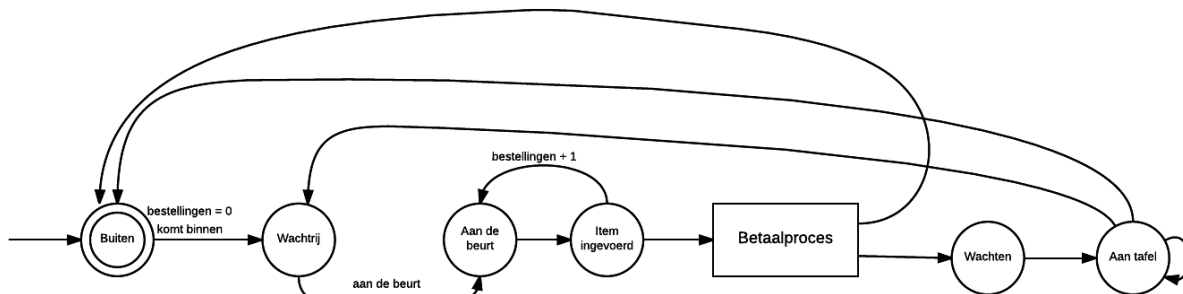 bestellingen + 1
bestellingen = 0
komt binnen
Buiten
Wachtrij
Aan de
beurt
Item
ingevoerd
Betaalproces
Wachten
Aan tafel
aan de beurt